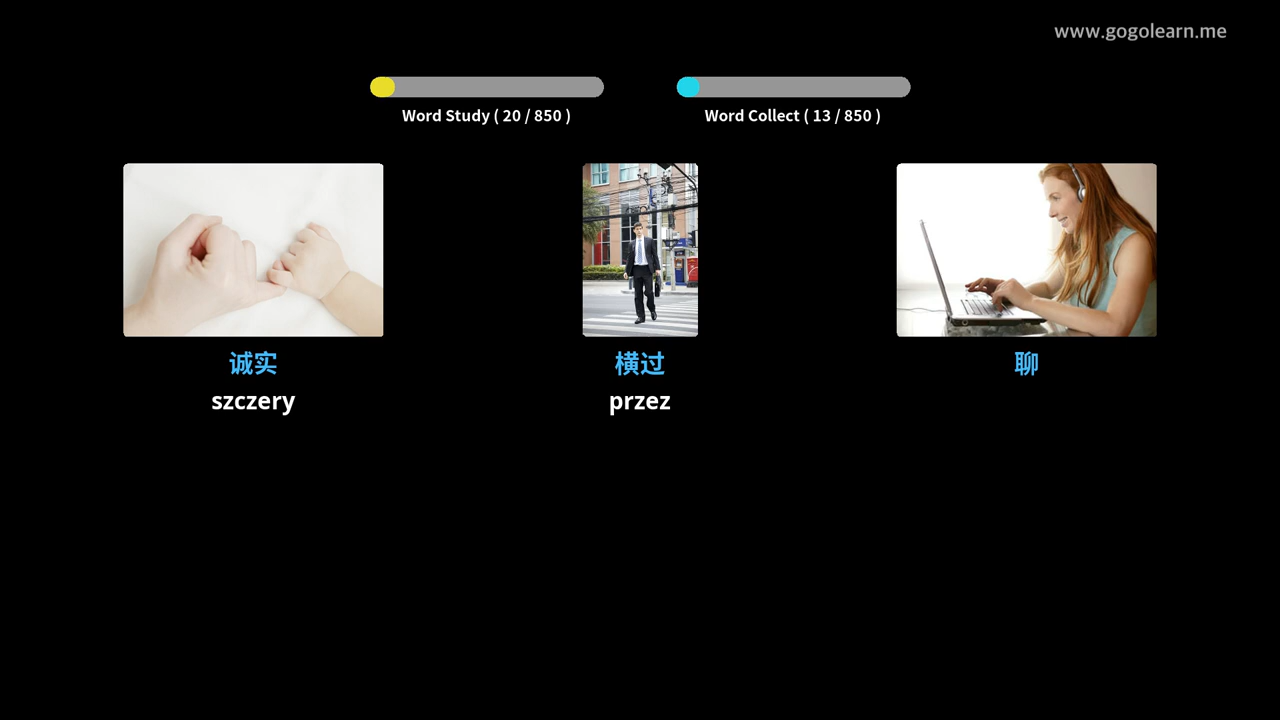 www.gogolearn.me
Word Study ( 20 / 850 )
Word Collect ( 13 / 850 )
诚实
横过
聊
szczery
przez